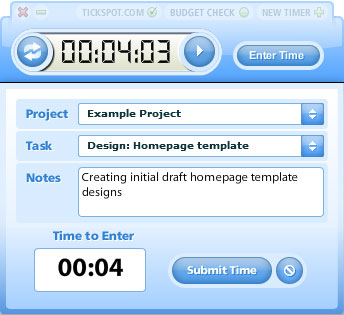 TICKSPOT.COM BUDGET CHECK NEW TIMER
00:04:03 Enter Time
Project Example Project
Task Design: Homepage template
Notes Creating initial draft homepage template
designs
Time to Enter
00:04 Submit Time